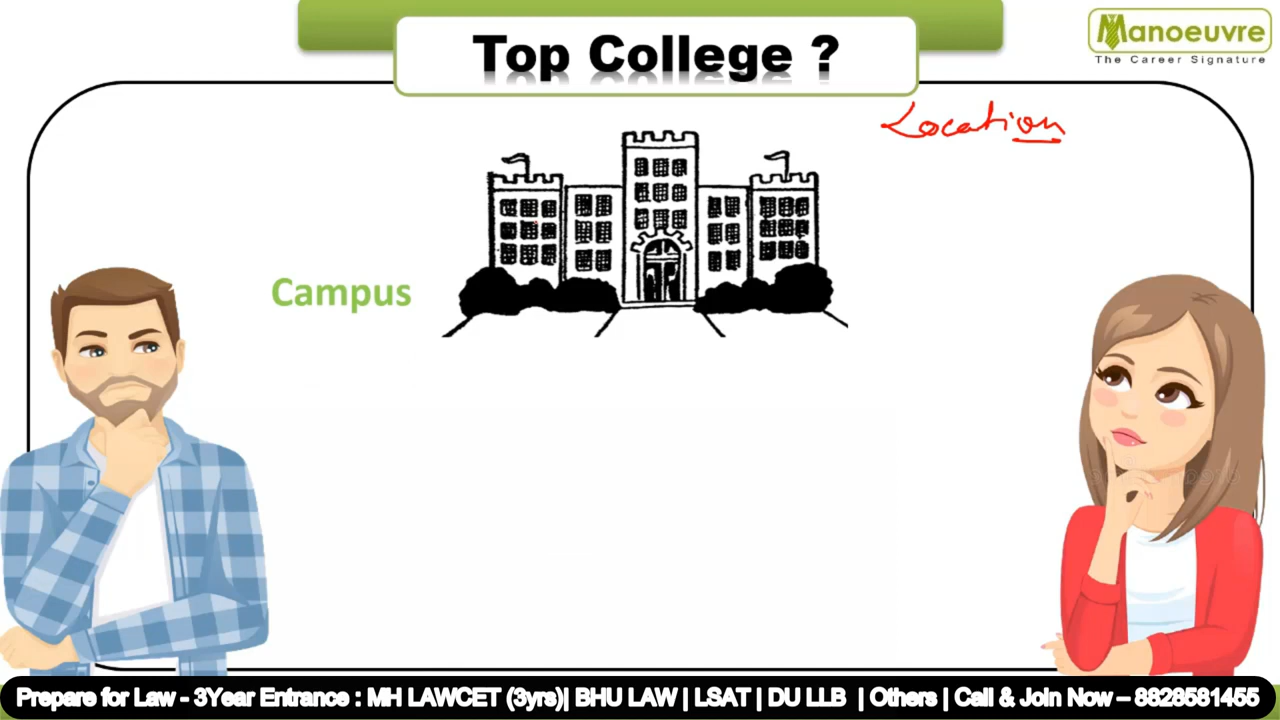 Top College ?
Manoeuvre
The Career Signature
Location
Campus
Prepare for Law - 3Year Entrance : MH LAWCET (3yrs)| BHU LAW | LSAT | DU LLB | Others | Call & Join Now – 8828581455